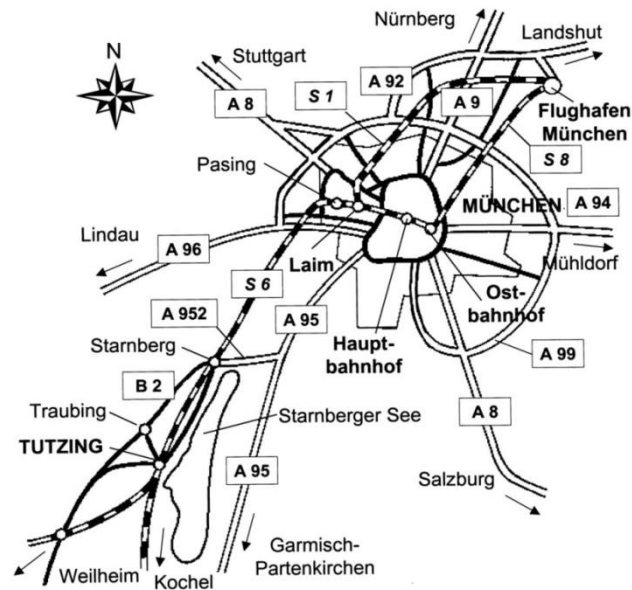 Nürnberg
Landshut
N
Stuttgart
A 92
S 1
A 8
A 9
Flughafen
München
S 8
Pasing
MÜNCHEN
A 94
Lindau
A 96
Laim
Mühldorf
S 6
Ost-
bahnhof
A 952
A 95
Haupt-
bahnhof
A 99
Starnberg
B 2
A 8
Traubing
Starnberger See
TUTZING
A 95
Salzburg
Garmisch-
Partenkirchen
Weilheim
Kochel